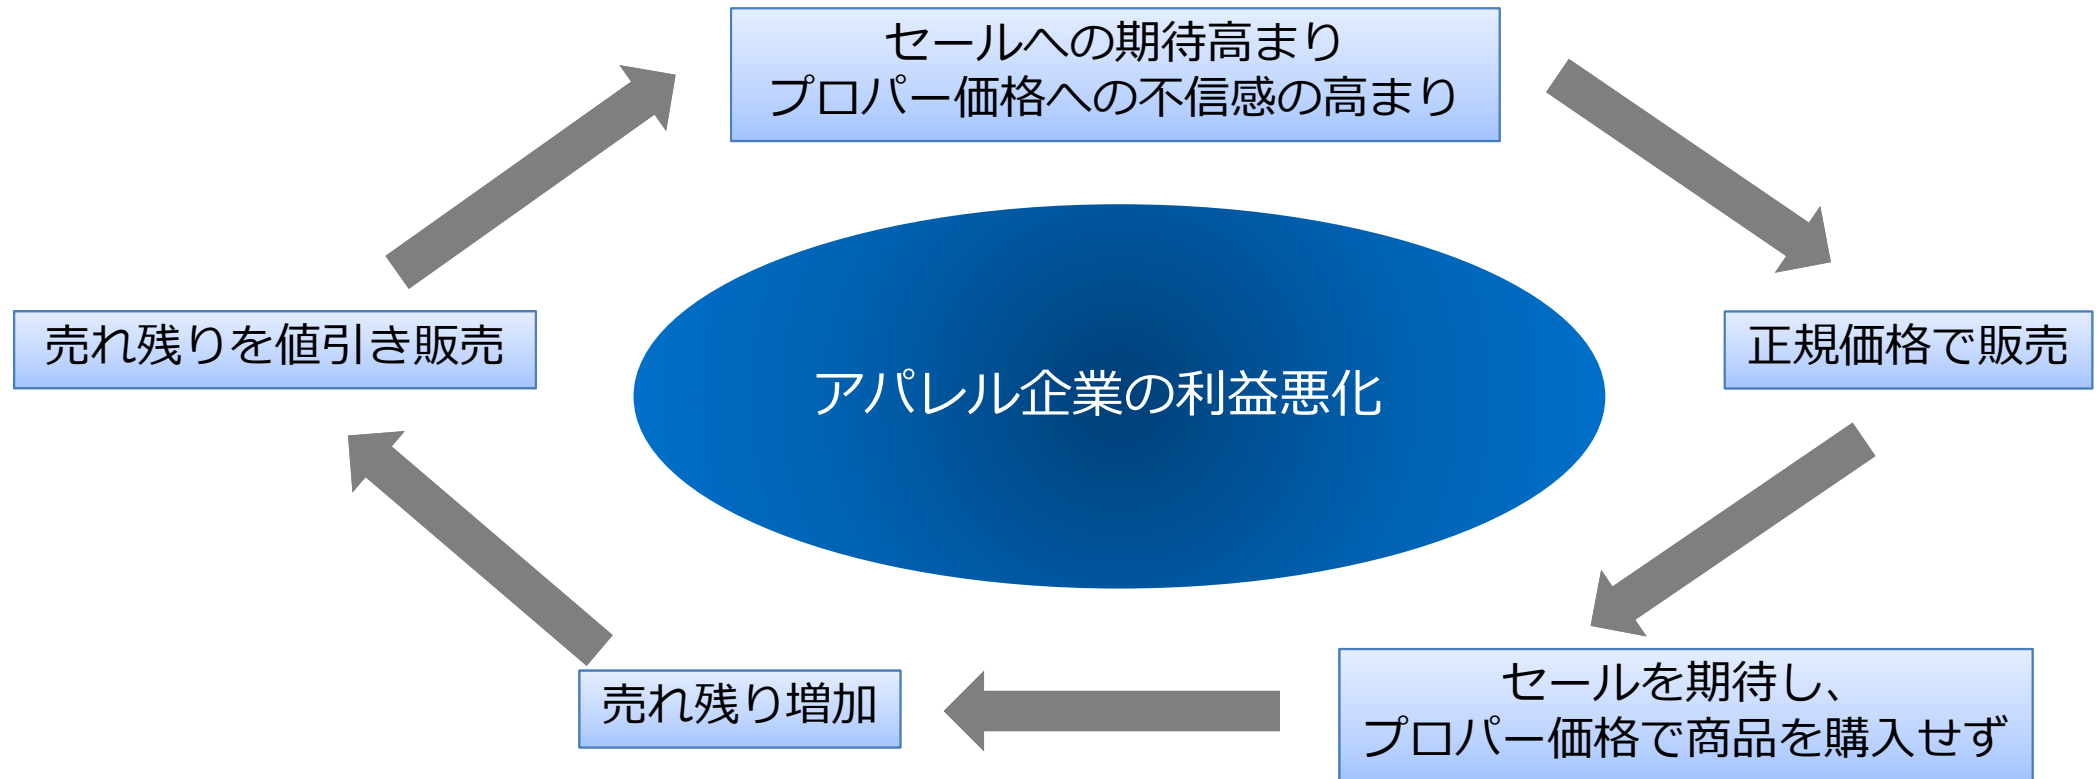 セールへの期待高まり
プロパー価格への不信感の高まり
売れ残りを値引き販売
正規価格で販売
アパレル企業の利益悪化
売れ残り増加
セールを期待し、
プロパー価格で商品を購入せず